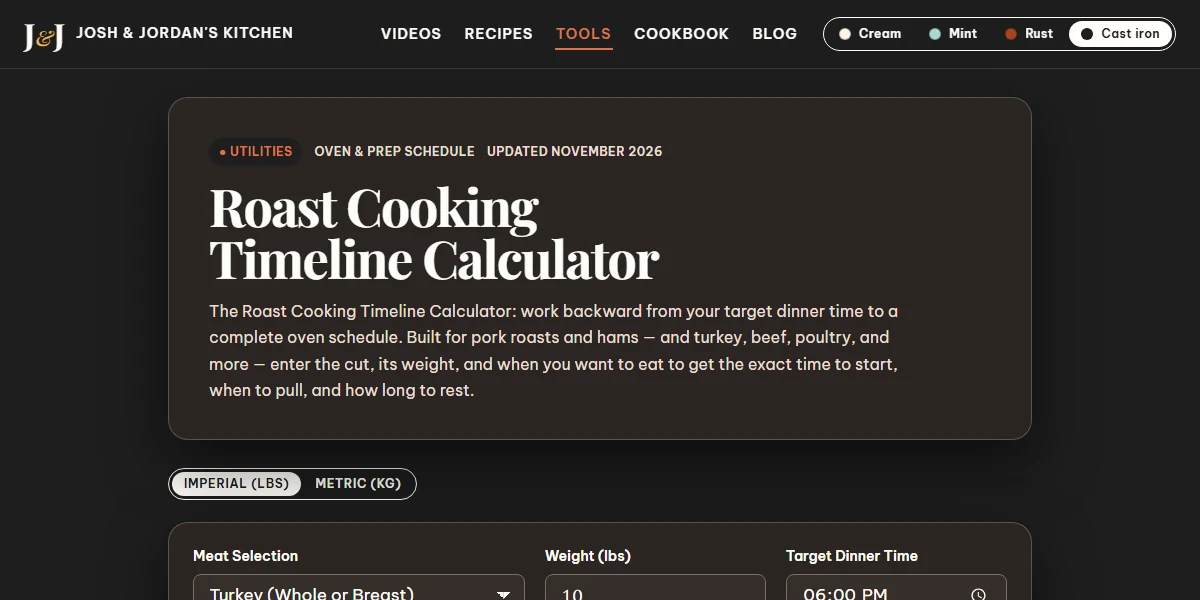 J&J JOSH & JORDAN'S KITCHEN
VIDEOS RECIPES TOOLS COOKBOOK BLOG Cream Mint Rust Cast iron
• UTILITIES OVEN & PREP SCHEDULE UPDATED NOVEMBER 2026
Roast Cooking
Timeline Calculator
The Roast Cooking Timeline Calculator: work backward from your target dinner time to a
complete oven schedule. Built for pork roasts and hams — and turkey, beef, poultry, and
more — enter the cut, its weight, and when you want to eat to get the exact time to start,
when to pull, and how long to rest.
IMPERIAL (LBS) METRIC (KG)
Meat Selection Weight (lbs) Target Dinner Time
Turkey (Whole or Breast) 10 06:00 PM